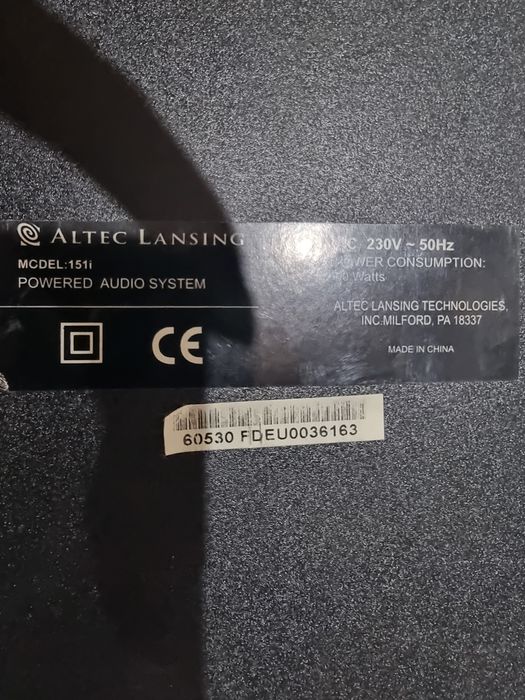 ALTEC LANSING
MODEL:151i
POWERED AUDIO SYSTEM
CE
230V ~ 50Hz
CONSUMPTION:
Watts
ALTEC LANSING TECHNOLOGIES,
INC.MILFORD, PA 18337
MADE IN CHINA
60530 FDEU0036163